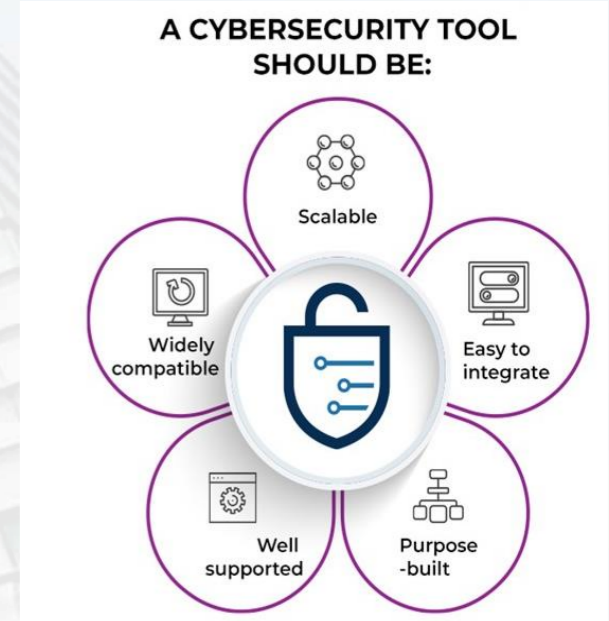 A CYBERSECURITY TOOL
SHOULD BE:
Scalable
Easy to
integrate
Purpose
-built
Well
supported
Widely
compatible